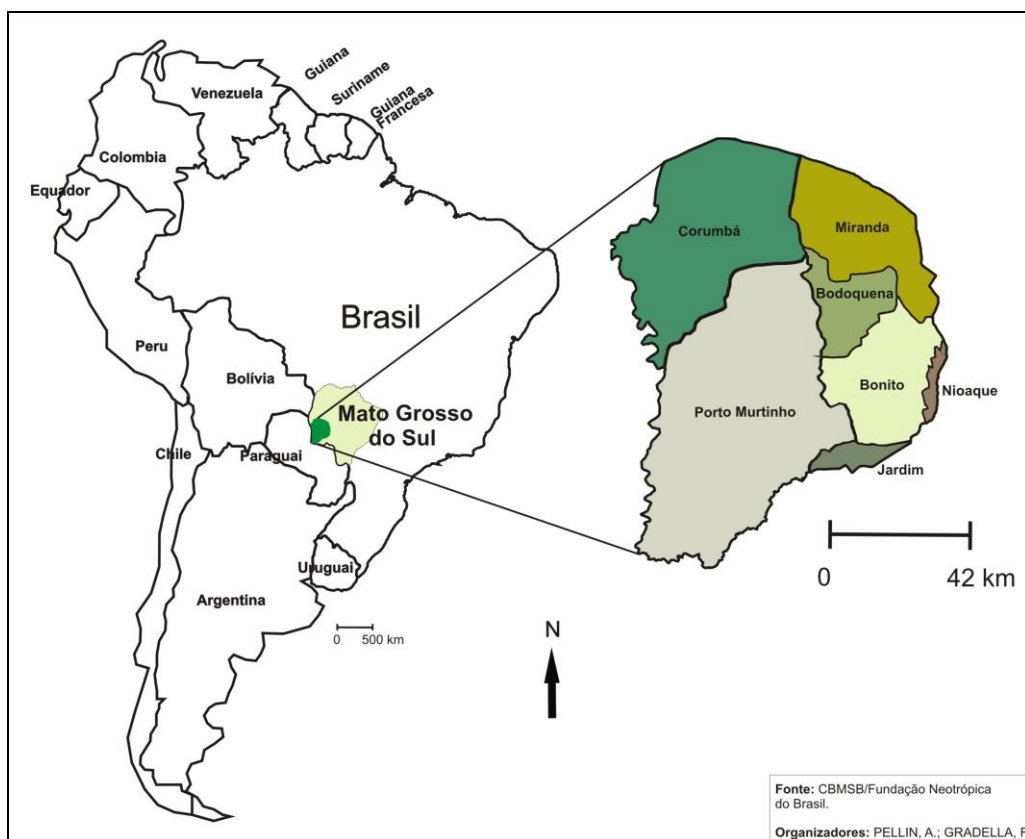 Guiana
Suriname
Guiana
Francesa
Venezuela
Colombia
Equador
Peru
Brasil
Bolívia
Mato Grosso
do Sul
Chile
Paraguai
Uruguai
Argentina
0 500 km
N
Corumbá
Miranda
Bodoquena
Bonito
Nioaque
Porto Murtinho
Jardim
0 42 km
Fonte: CBMSB/Fundação Neotrópica
do Brasil.
Organizadores: PELLIN, A.; GRADELLA, F